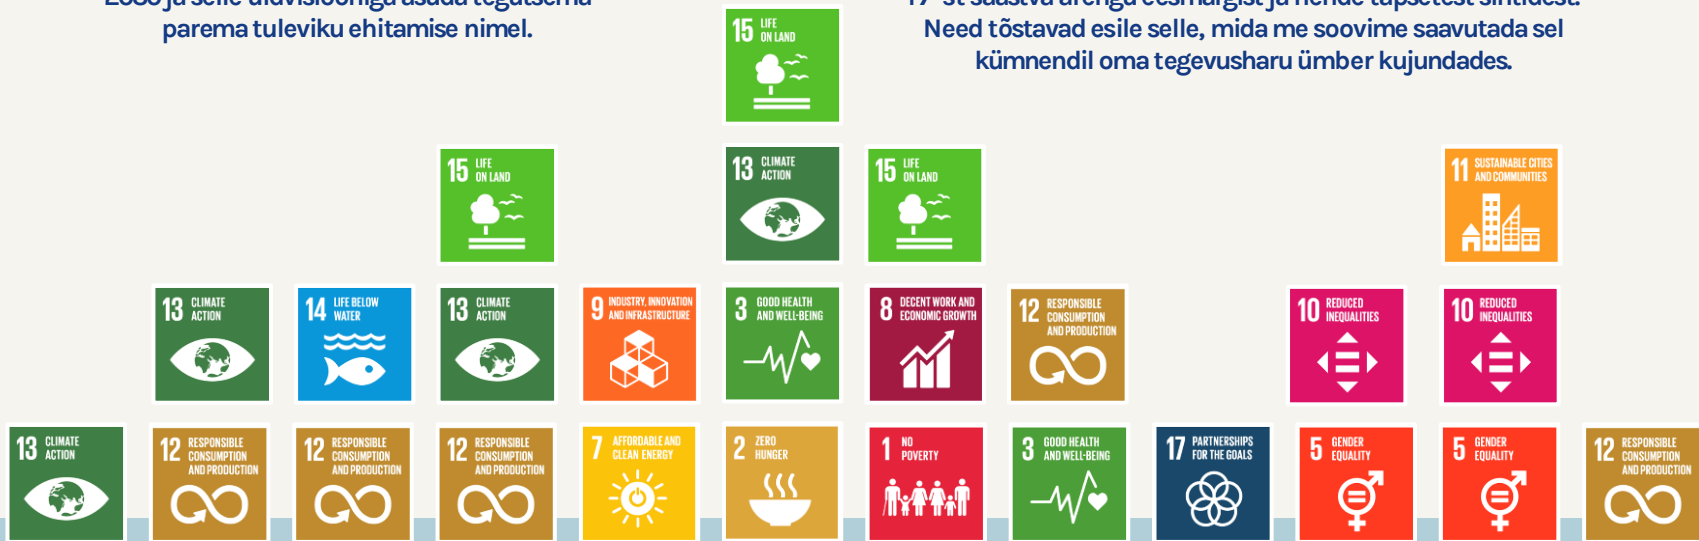 parema tuleviku ehitamise nimel.
Need tõstavad esile selle, mida me soovime saavutada sel
kümnendil oma tegevusharu ümber kujundades.
15 LIFE
ON LAND
15 LIFE
ON LAND
13 CLIMATE
ACTION
15 LIFE
ON LAND
11 SUSTAINABLE CITIES
AND COMMUNITIES
13 CLIMATE
ACTION
14 LIFE BELOW
WATER
13 CLIMATE
ACTION
9 INDUSTRY, INNOVATION
AND INFRASTRUCTURE
3 GOOD HEALTH
AND WELL-BEING
8 DECENT WORK AND
ECONOMIC GROWTH
12 RESPONSIBLE
CONSUMPTION
AND PRODUCTION
10 REDUCED
INEQUALITIES
10 REDUCED
INEQUALITIES
13 CLIMATE
ACTION
12 RESPONSIBLE
CONSUMPTION
AND PRODUCTION
12 RESPONSIBLE
CONSUMPTION
AND PRODUCTION
12 RESPONSIBLE
CONSUMPTION
AND PRODUCTION
7 AFFORDABLE AND
CLEAN ENERGY
2 ZERO
HUNGER
1 NO
POVERTY
3 GOOD HEALTH
AND WELL-BEING
17 PARTNERSHIPS
FOR THE GOALS
5 GENDER
EQUALITY
5 GENDER
EQUALITY
12 RESPONSIBLE
CONSUMPTION
AND PRODUCTION